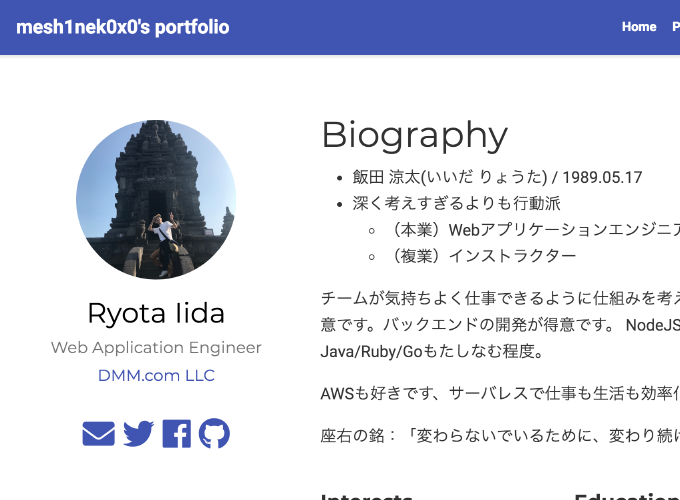 mesh1nek0x0's portfolio
Home
Biography
飯田 涼太(いいだ りょうた) / 1989.05.17
深く考えすぎるよりも行動派
（本業）Webアプリケーションエンジニア
（複業）インストラクター
チームが気持ちよく仕事できるように仕組みを考え
意です。バックエンドの開発が得意です。 NodeJS
Java/Ruby/Goもたしなむ程度。
AWSも好きです、サーバレスで仕事も生活も効率化
座右の銘：「変わらないでいるために、変わり続け
Ryota Iida
Web Application Engineer
DMM.com LLC
Interests
Education